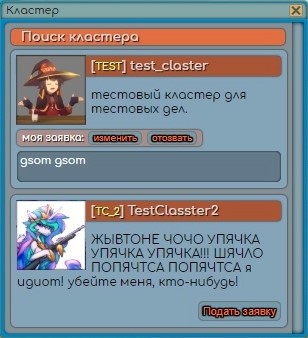 Кластер
Поиск кластера
[TEST] test_claster
тестовый кластер для
тестовых дел.
моя заявка: изменить отозвать
gsom gsom
[TC_2] TestClasster2
ЖЫВТОНЕ ЧОЧО УПЯЧКА
УПЯЧКА УПЯЧКА!!! ШЯЧЛО
ПОПЯЧТСА ПОПЯЧТСА я
идиот! убейте меня, кто-нибудь!
Подать заявку